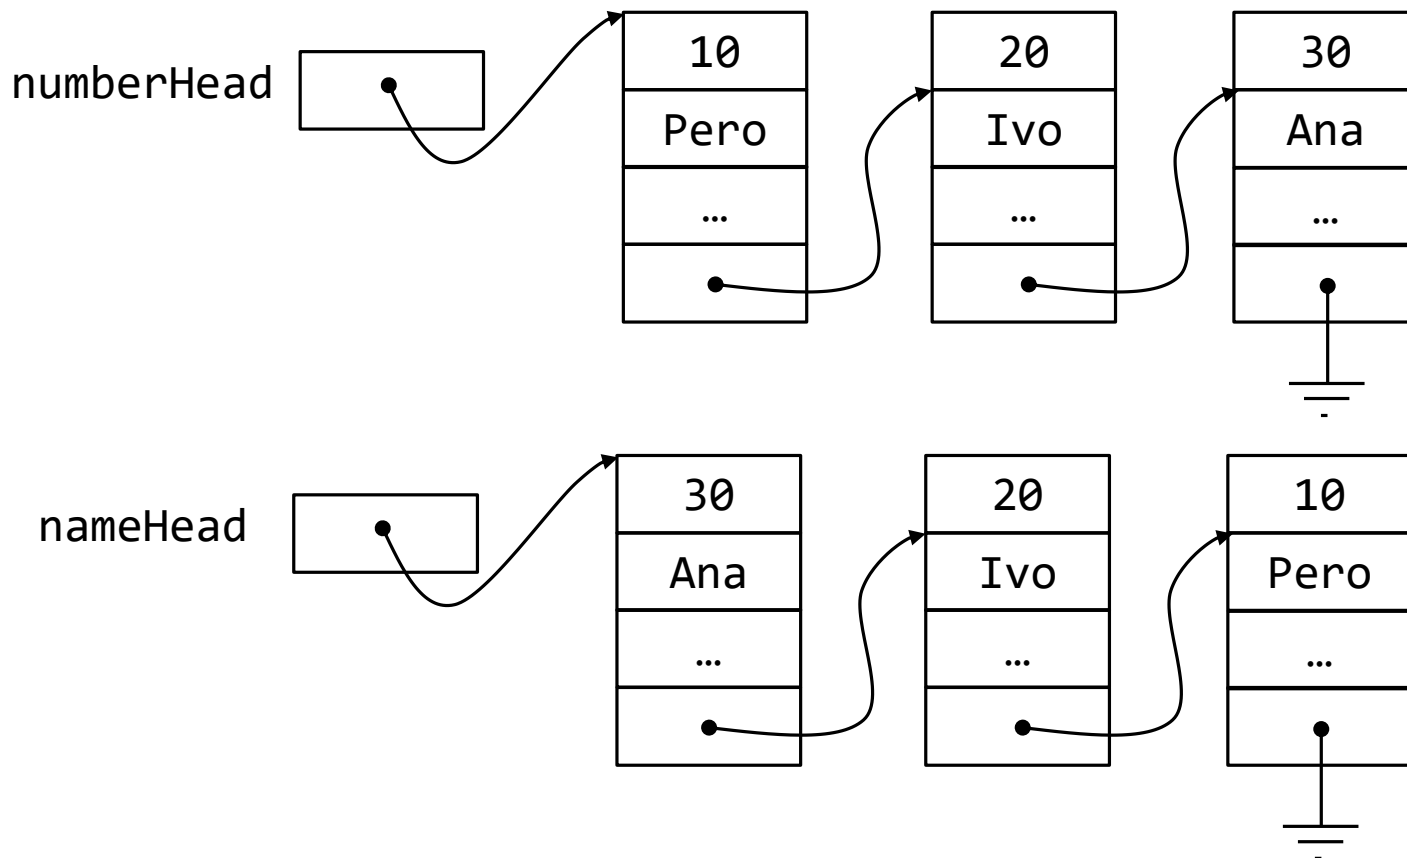 numberHead
10 20 30
Pero Ivo Ana
… … …
nameHead
30 20 10
Ana Ivo Pero
… … …